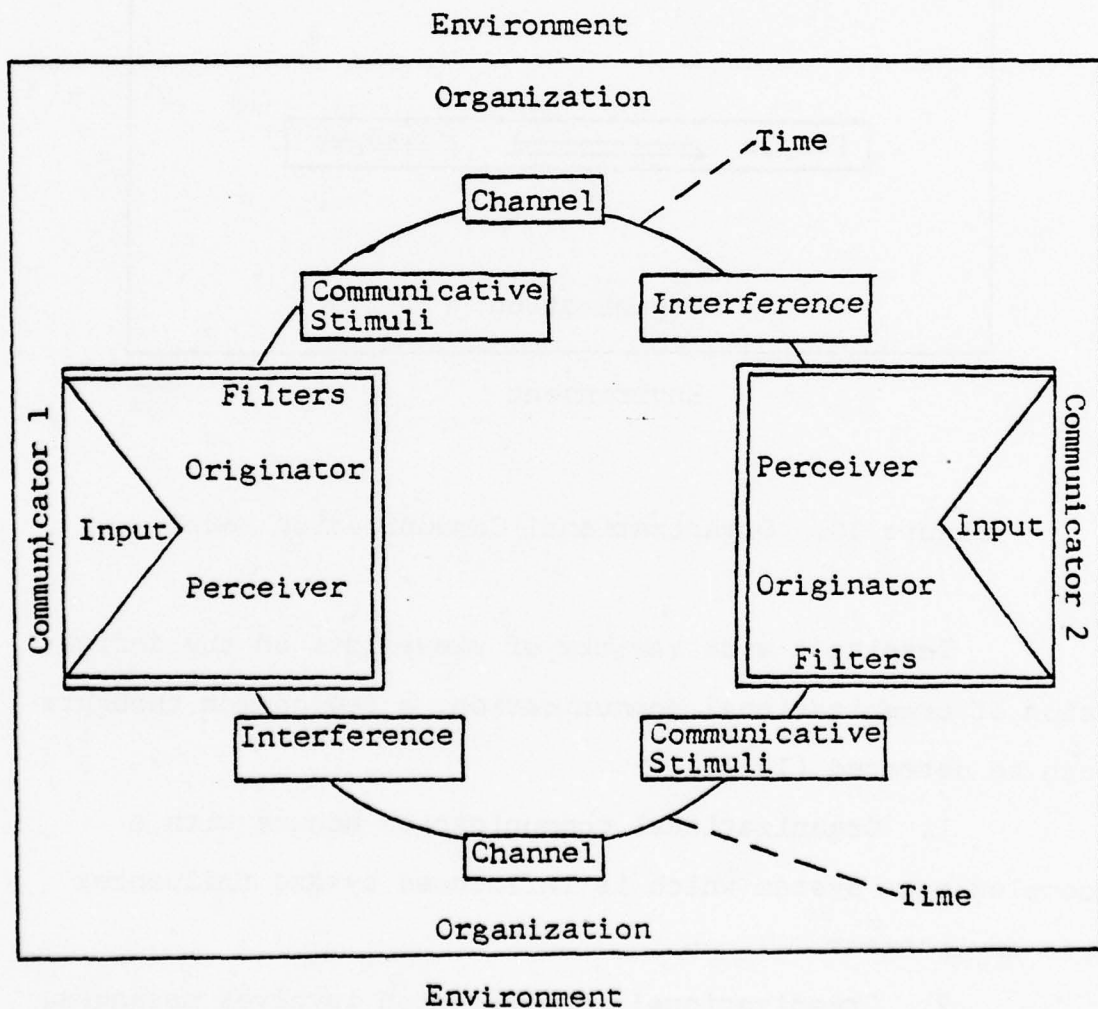 Environment
Organization
Time
Channel
Communicative
Stimuli
Interference
Filters
Originator
Input
Perceiver
Communicator 1
Perceiver
Input
Originator
Filters
Communicator 2
Interference
Communicative
Stimuli
Channel
Time
Organization
Environment